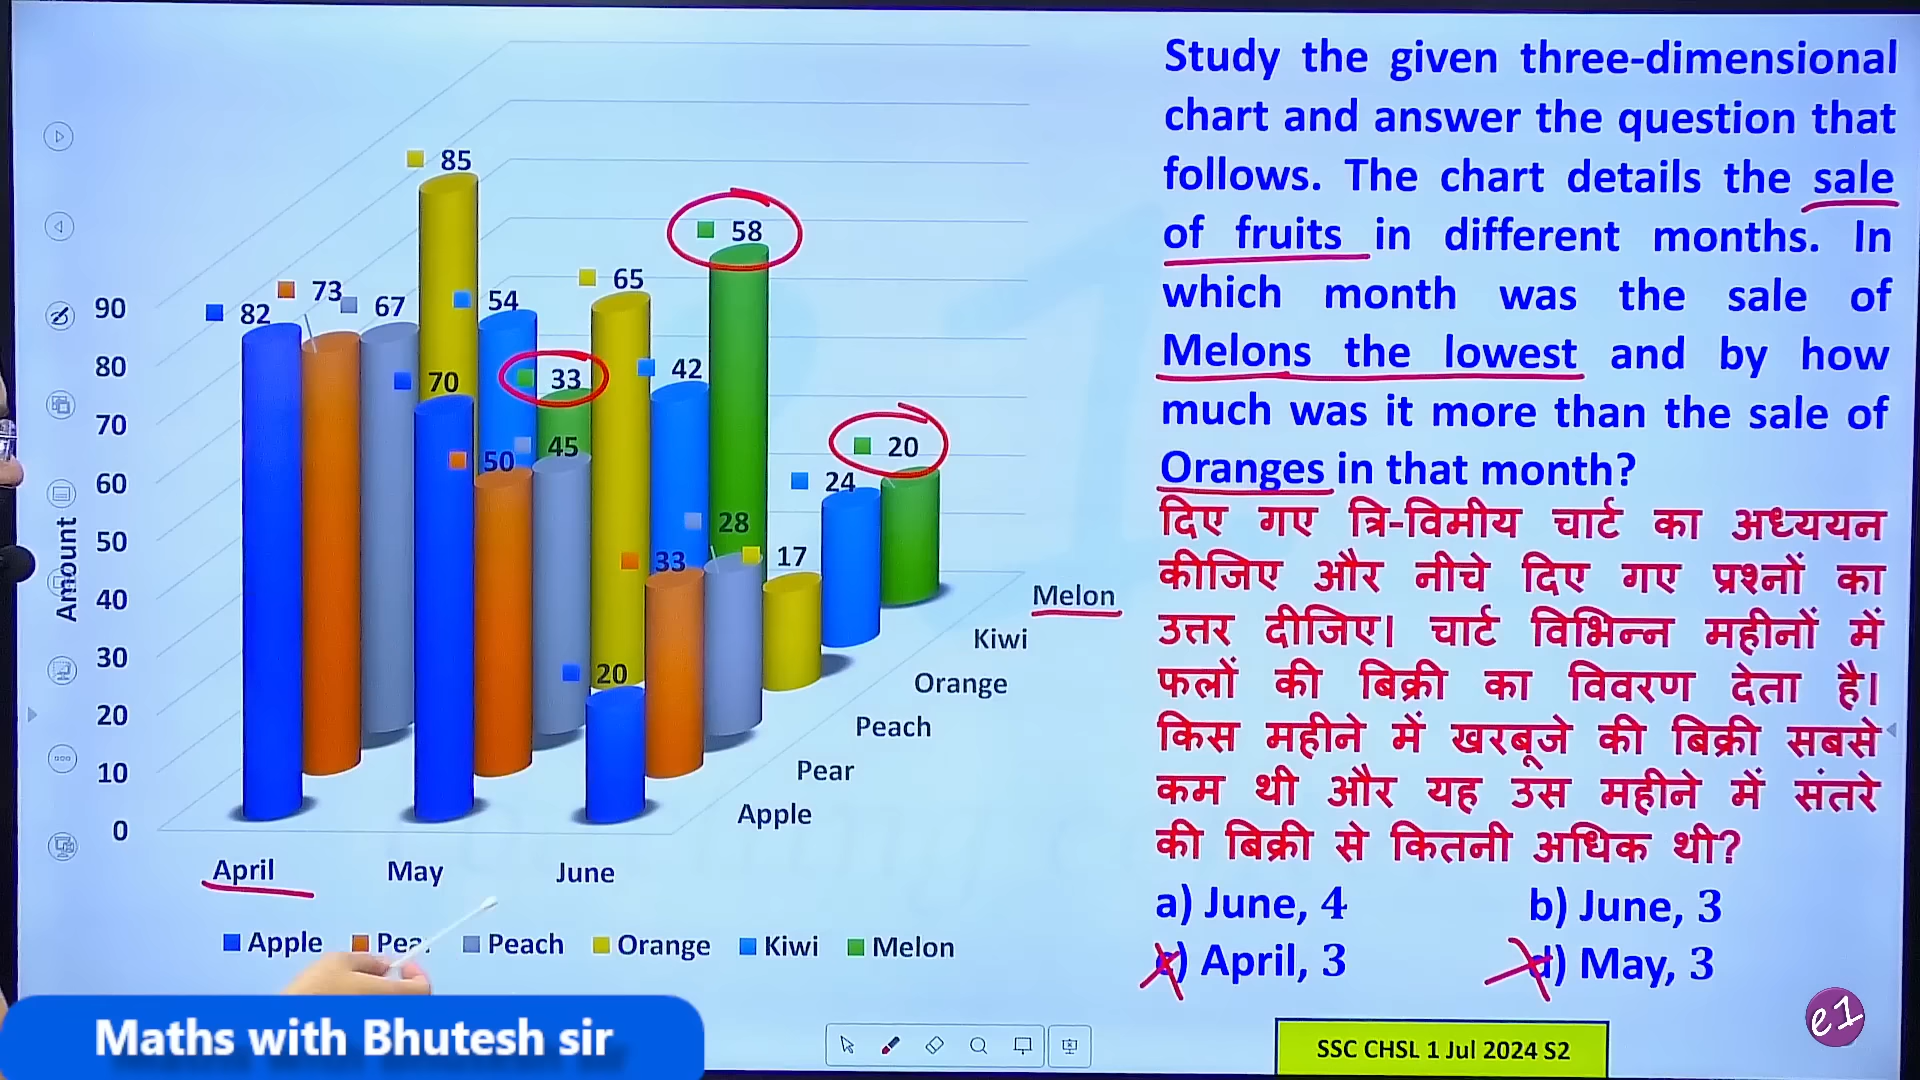 Study the given three-dimensional
chart and answer the question that
follows. The chart details the sale
of fruits in different months. In
which month was the sale of
Melons the lowest and by how
much was it more than the sale of
Oranges in that month?
दिए गए त्रि-विमीय चार्ट का अध्ययन
कीजिए और नीचे दिए गए प्रश्नों का
उत्तर दीजिए। चार्ट विभिन्न महीनों में
फलों की बिक्री का विवरण देता है।
किस महीने में खरबूजे की बिक्री सबसे
कम थी और यह उस महीने में संतरे
की बिक्री से कितनी अधिक थी?
a) June, 4
b) June, 3
c) April, 3
d) May, 3
85
58
65
54
73
67
82
42
33
70
45
50
20
24
28
33
17
20
90
80
70
60
50
40
30
20
10
0
Amount
Melon
Kiwi
Orange
Peach
Pear
Apple
April
May
June
Apple
Pear
Peach
Orange
Kiwi
Melon
Maths with Bhutesh sir
SSC CHSL 1 Jul 2024 S2
e1